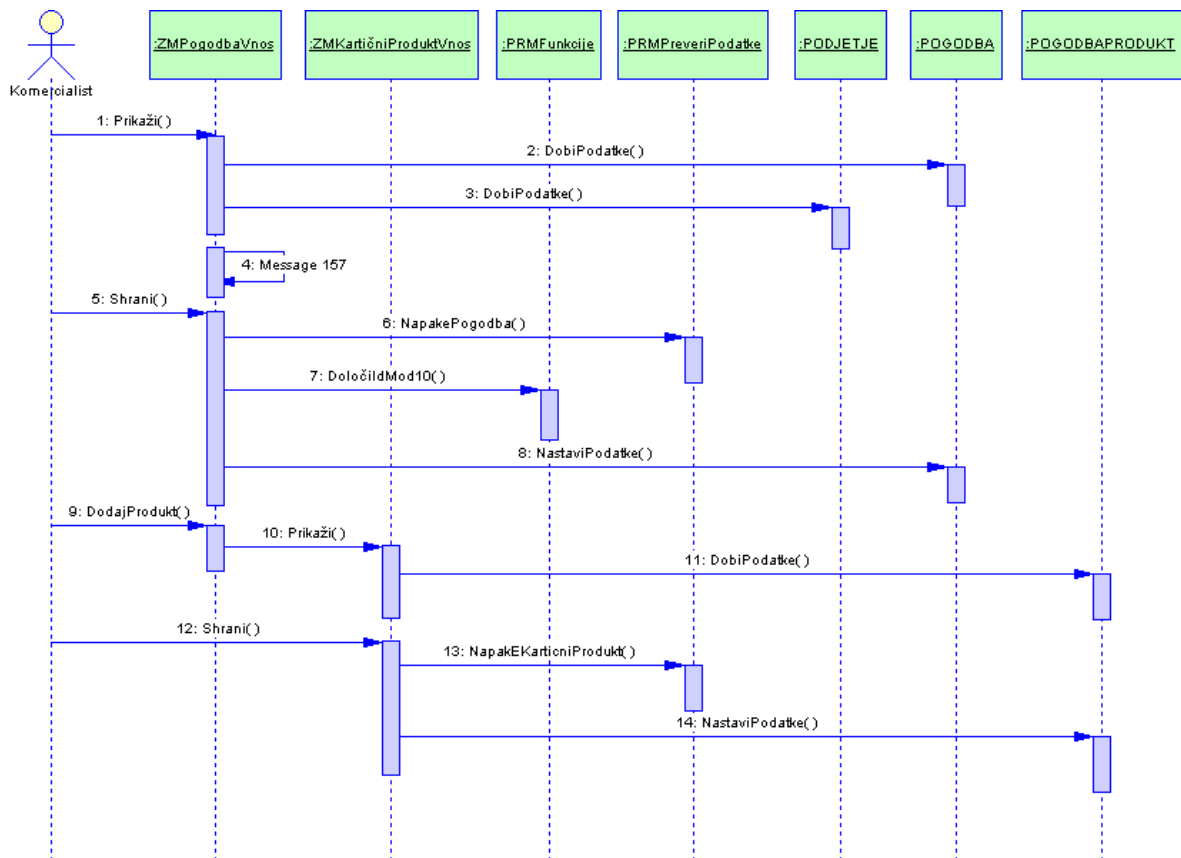 :ZMPogodbaVnos
:ZMKartičniProduktVnos
:PRMFunkcije
:PRMPreveriPodatke
:PODJETJE
:POGODBA
:POGODBAPRODUKT
Komercialist
1: Prikaži( )
2: DobiPodatke( )
3: DobiPodatke( )
4: Message 157
5: Shrani( )
6: NapakePogodba( )
7: DoločiIdMod10( )
8: NastaviPodatke( )
9: DodajProdukt( )
10: Prikaži( )
11: DobiPodatke( )
12: Shrani( )
13: NapakEKarticniProdukt( )
14: NastaviPodatke( )